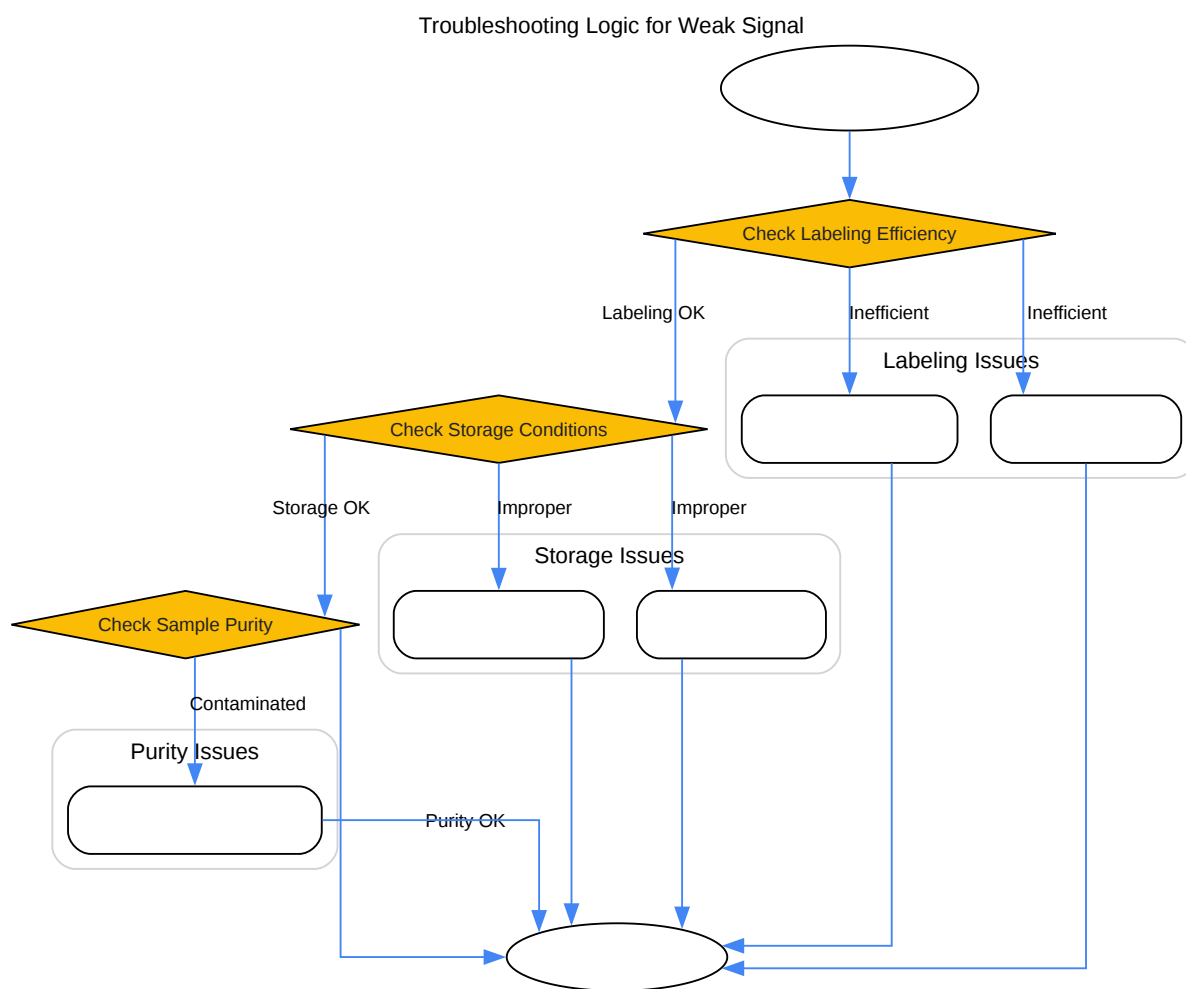 Troubleshooting Logic for Weak Signal
Check Labeling Efficiency
Labeling OK
Inefficient
Inefficient
Labeling Issues
Check Storage Conditions
Storage OK
Improper
Improper
Storage Issues
Check Sample Purity
Contaminated
Purity Issues
Purity OK